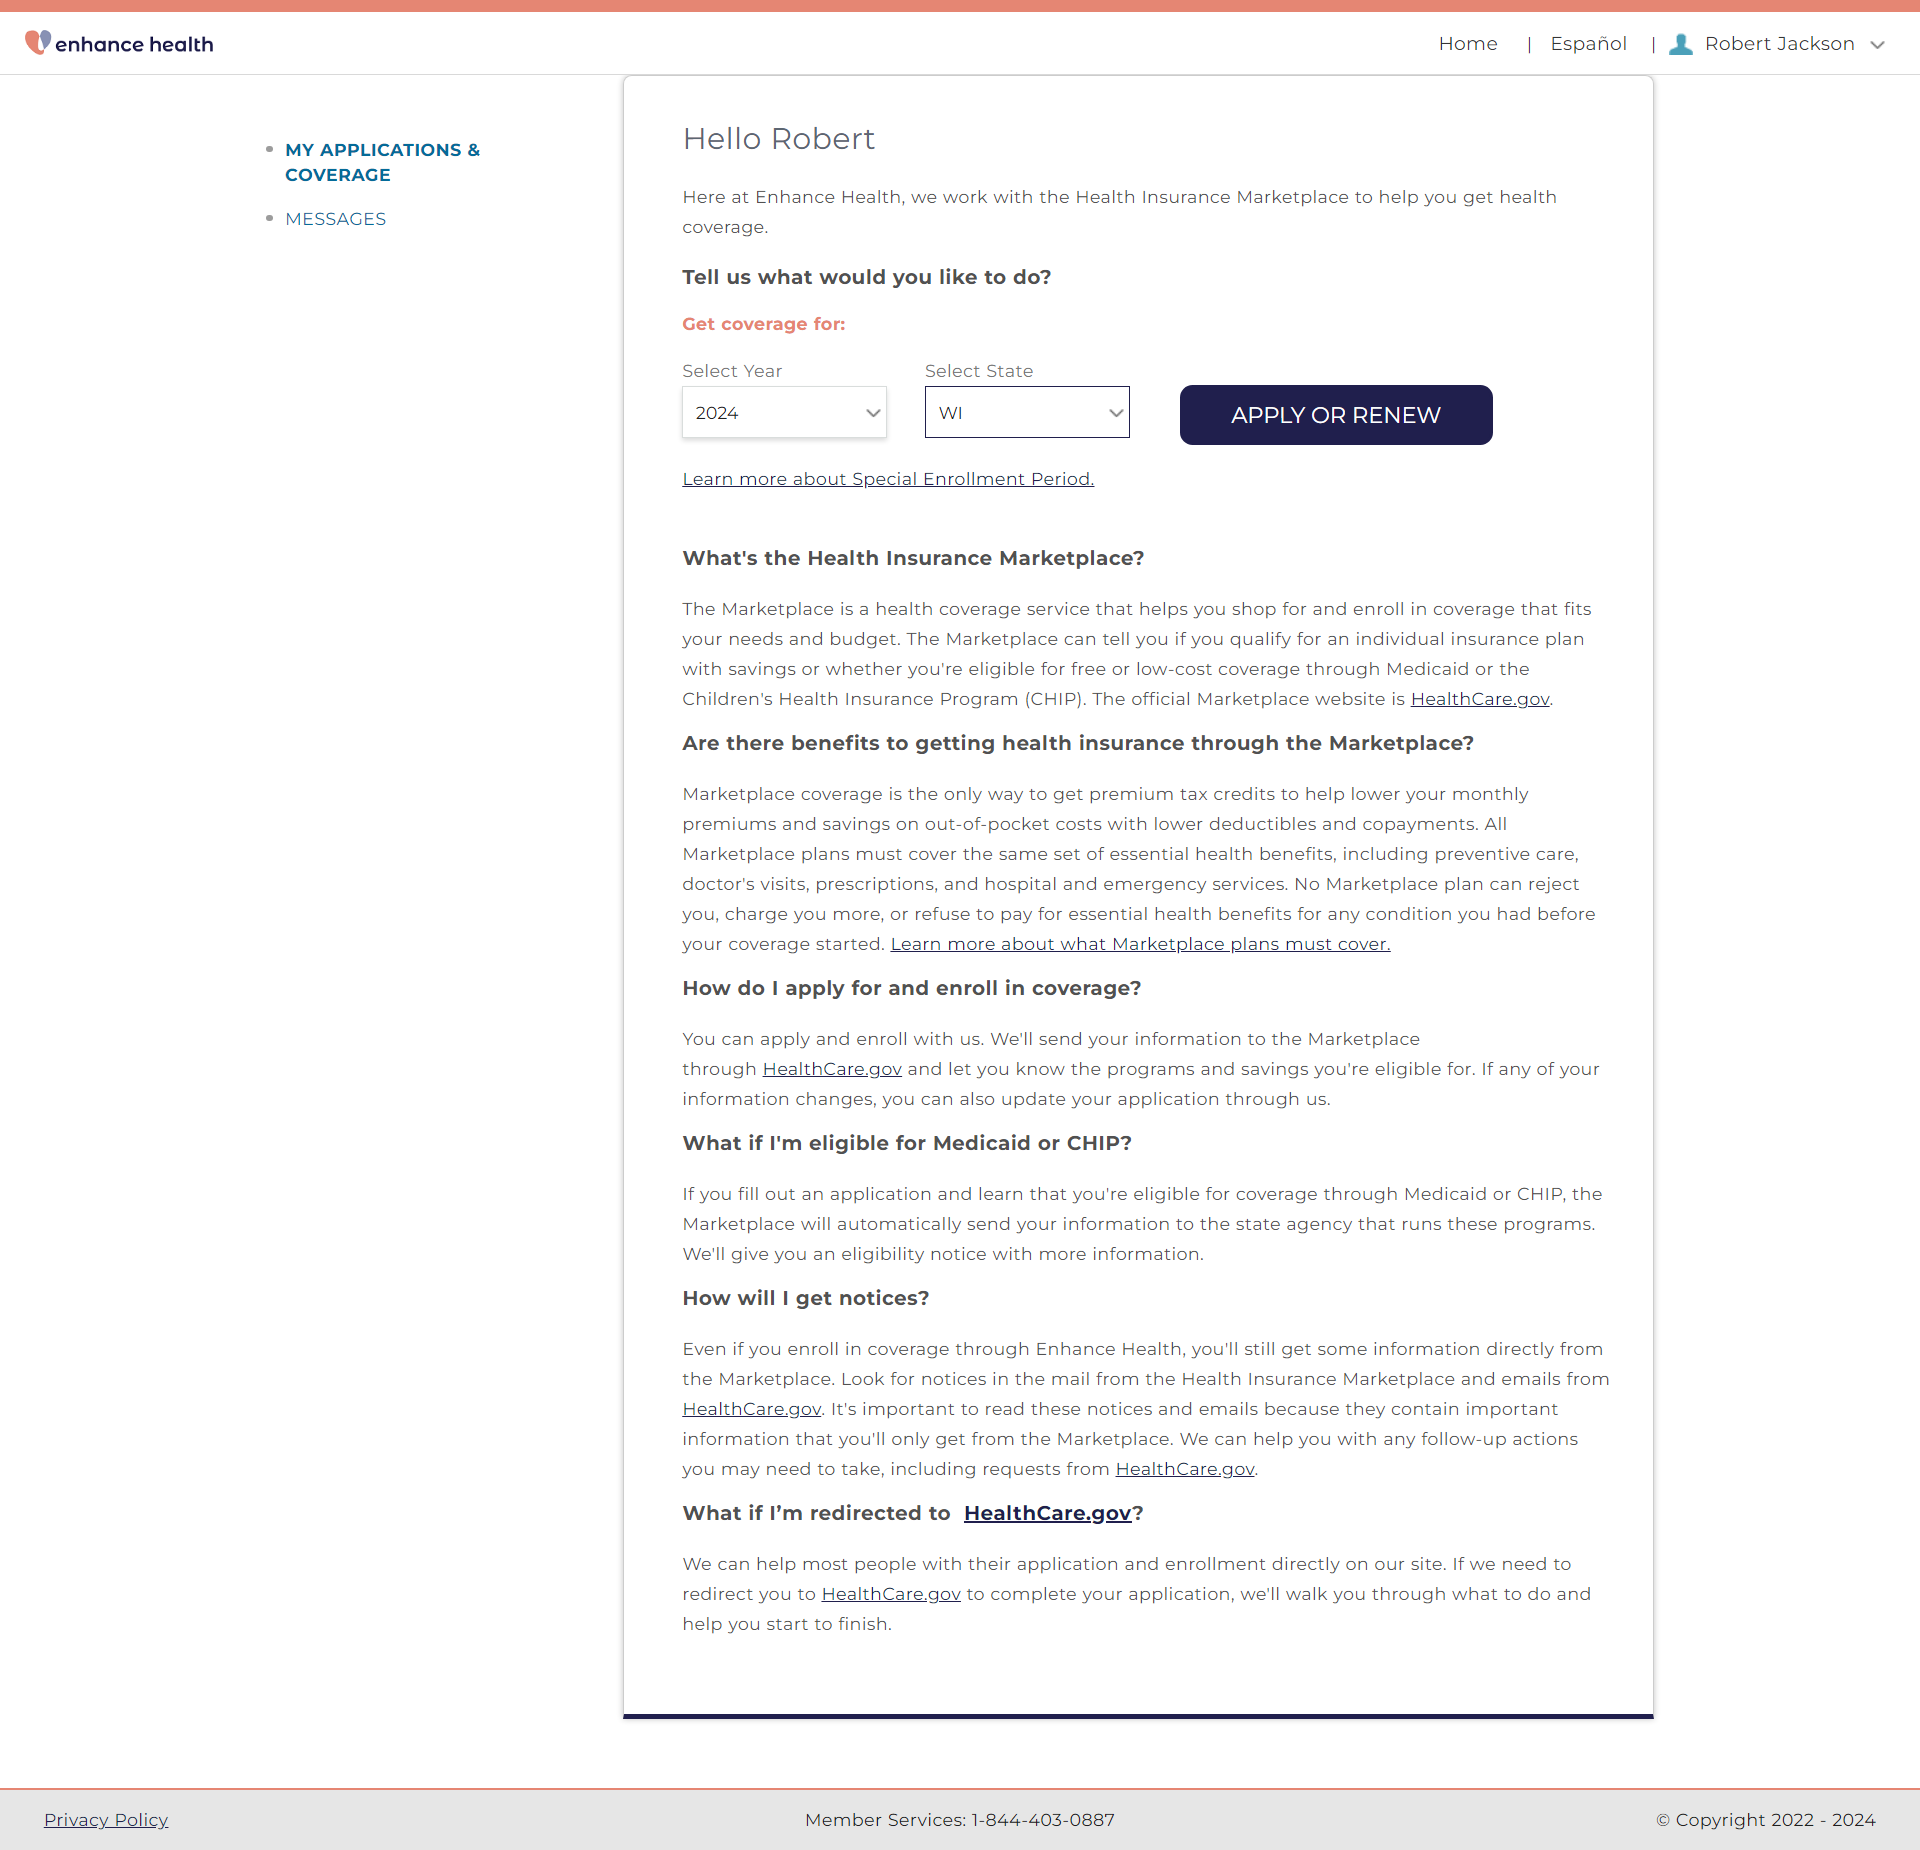 enhance health
Home | Español | Robert Jackson
MY APPLICATIONS &
COVERAGE
MESSAGES
Hello Robert
Here at Enhance Health, we work with the Health Insurance Marketplace to help you get health
coverage.
Tell us what would you like to do?
Get coverage for:
Select Year
2024
Select State
WI
APPLY OR RENEW
Learn more about Special Enrollment Period.
What's the Health Insurance Marketplace?
The Marketplace is a health coverage service that helps you shop for and enroll in coverage that fits
your needs and budget. The Marketplace can tell you if you qualify for an individual insurance plan
with savings or whether you're eligible for free or low-cost coverage through Medicaid or the
Children's Health Insurance Program (CHIP). The official Marketplace website is HealthCare.gov.
Are there benefits to getting health insurance through the Marketplace?
Marketplace coverage is the only way to get premium tax credits to help lower your monthly
premiums and savings on out-of-pocket costs with lower deductibles and copayments. All
Marketplace plans must cover the same set of essential health benefits, including preventive care,
doctor's visits, prescriptions, and hospital and emergency services. No Marketplace plan can reject
you, charge you more, or refuse to pay for essential health benefits for any condition you had before
your coverage started. Learn more about what Marketplace plans must cover.
How do I apply for and enroll in coverage?
You can apply and enroll with us. We'll send your information to the Marketplace
through HealthCare.gov and let you know the programs and savings you're eligible for. If any of your
information changes, you can also update your application through us.
What if I'm eligible for Medicaid or CHIP?
If you fill out an application and learn that you're eligible for coverage through Medicaid or CHIP, the
Marketplace will automatically send your information to the state agency that runs these programs.
We'll give you an eligibility notice with more information.
How will I get notices?
Even if you enroll in coverage through Enhance Health, you'll still get some information directly from
the Marketplace. Look for notices in the mail from the Health Insurance Marketplace and emails from
HealthCare.gov. It's important to read these notices and emails because they contain important
information that you'll only get from the Marketplace. We can help you with any follow-up actions
you may need to take, including requests from HealthCare.gov.
What if I’m redirected to HealthCare.gov?
We can help most people with their application and enrollment directly on our site. If we need to
redirect you to HealthCare.gov to complete your application, we'll walk you through what to do and
help you start to finish.
Privacy Policy
Member Services: 1-844-403-0887
© Copyright 2022 - 2024